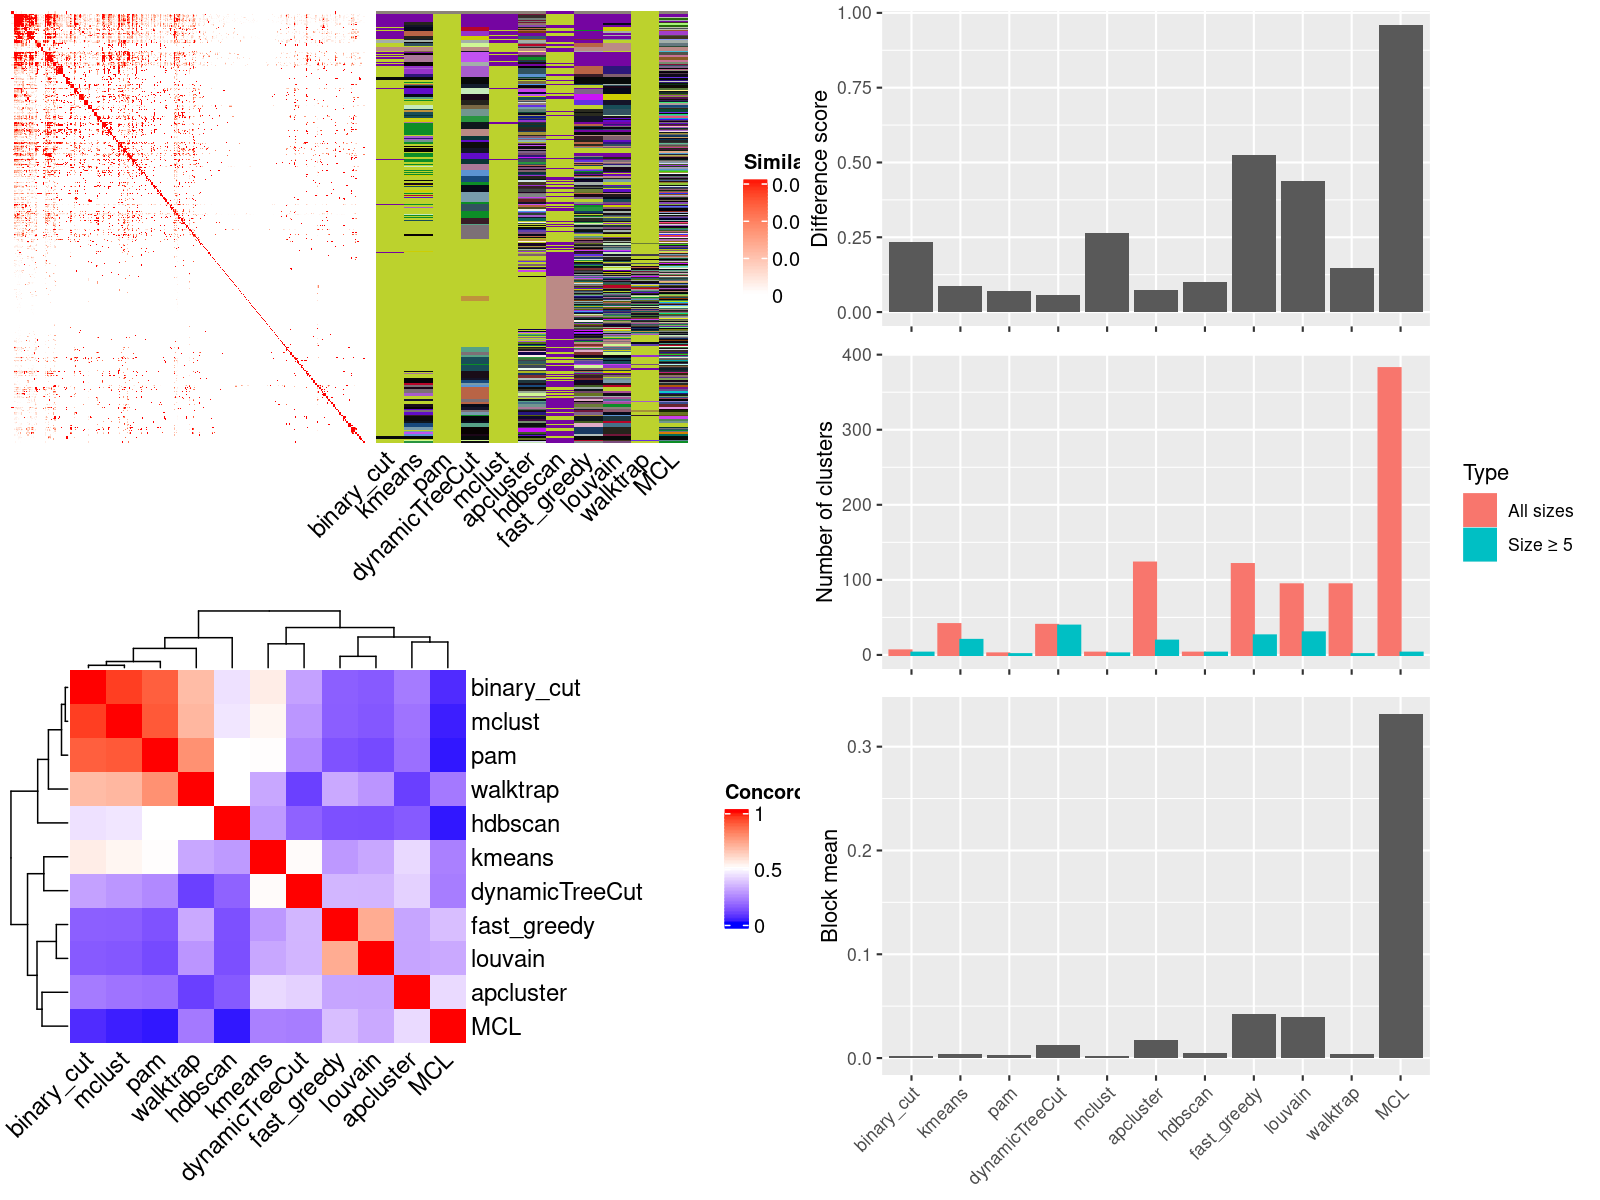 Simila
0.0
0.0
0.0
0
binary_cut
kmeans
pam
dynamicTreeCut
mclust
apcluster
hdbscan
fast_greedy
louvain
walktrap
MCL
Difference score
1.00
0.75
0.50
0.25
0.00
Number of clusters
400
300
200
100
0
Type
All sizes
Size ≥ 5
binary_cut
mclust
pam
walktrap
hdbscan
kmeans
dynamicTreeCut
fast_greedy
louvain
apcluster
MCL
binary_cut
mclust
pam
walktrap
hdbscan
kmeans
dynamicTreeCut
fast_greedy
louvain
apcluster
MCL
Concord
1
0.5
0
Block mean
0.3
0.2
0.1
0.0
binary_cut
kmeans
pam
dynamicTreeCut
mclust
apcluster
hdbscan
fast_greedy
louvain
walktrap
MCL